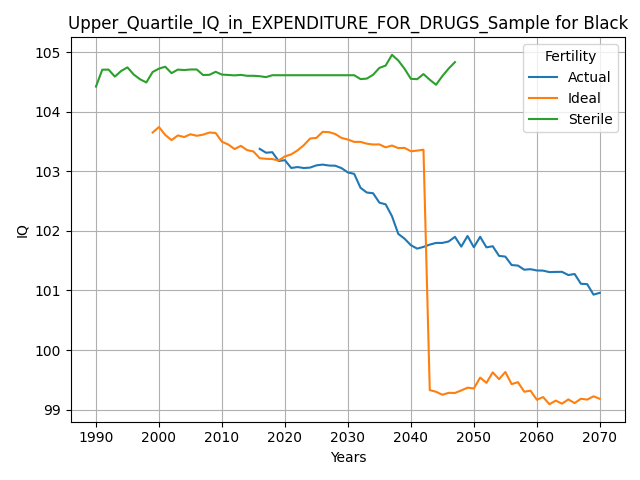 Upper_Quartile_IQ_in_EXPENDITURE_FOR_DRUGS_Sample for Black
Fertility
Actual
Ideal
Sterile
IQ
105
104
103
102
101
100
99
1990 2000 2010 2020 2030 2040 2050 2060 2070
Years